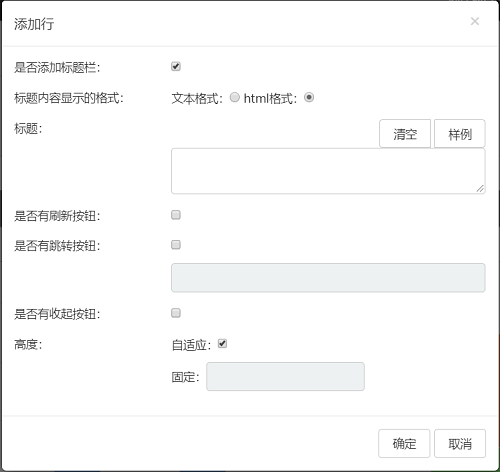 添加行 ×
是否添加标题栏:
标题内容显示的格式: 文本格式: html格式:
标题: 清空 样例
是否有刷新按钮:
是否有跳转按钮:
是否有收起按钮:
高度: 自适应:
固定:
确定 取消